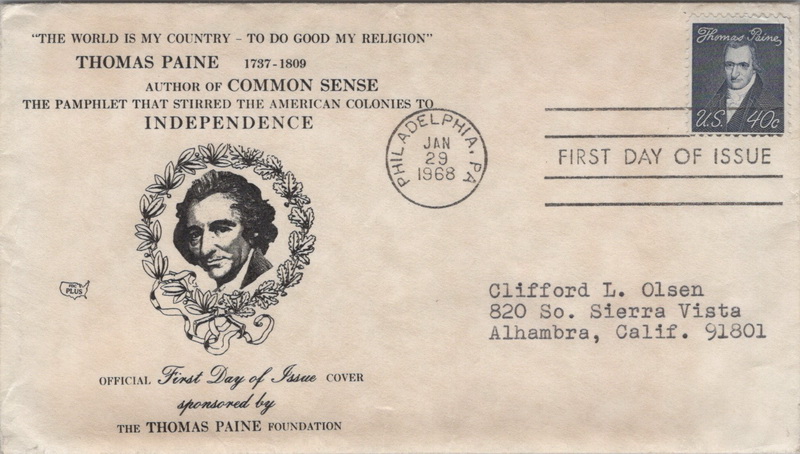 "THE WORLD IS MY COUNTRY - TO DO GOOD MY RELIGION"
THOMAS PAINE 1737-1809
AUTHOR OF COMMON SENSE
THE PAMPHLET THAT STIRRED THE AMERICAN COLONIES TO
INDEPENDENCE
Thomas Paine
U.S. 40c
PHILADELPHIA, PA
JAN
29
1968
FIRST DAY OF ISSUE
PLUS
Clifford L. Olsen
820 So. Sierra Vista
Alhambra, Calif. 91801
OFFICIAL First Day of Issue COVER
sponsored by
THE THOMAS PAINE FOUNDATION